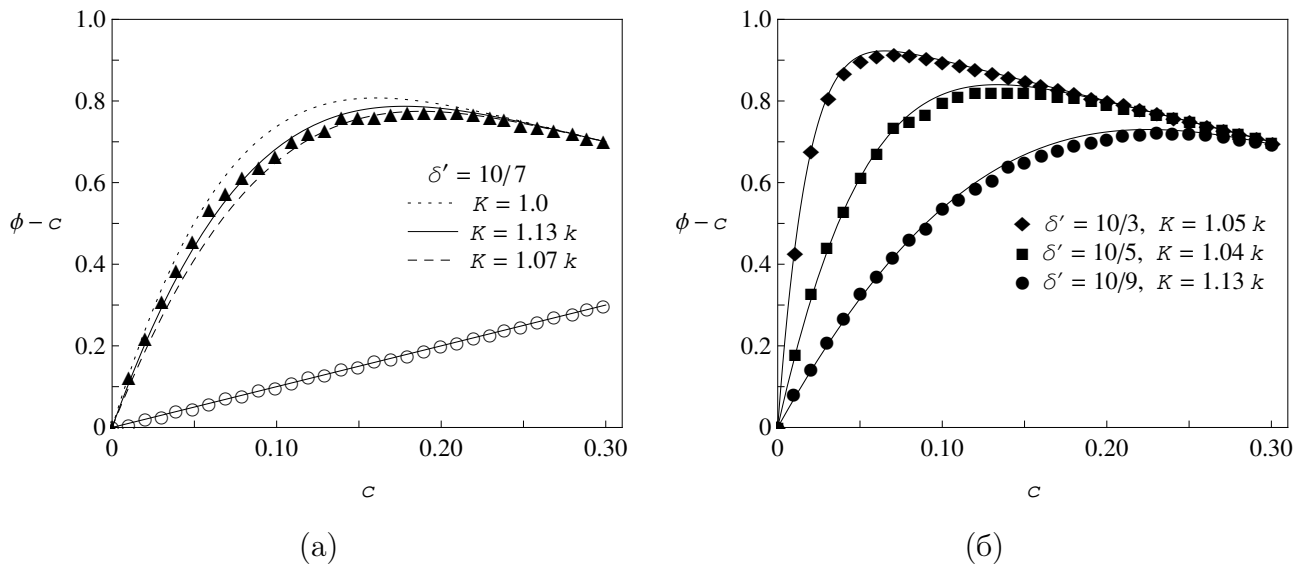 1.0
0.8
0.6
0.4
0.2
0
ϕ − c
δ′ = 10/7
K = 1.0
K = 1.13 k
K = 1.07 k
0 0.10 0.20 0.30
c
(а)
1.0
0.8
0.6
0.4
0.2
0
ϕ − c
δ′ = 10/3, K = 1.05 k
δ′ = 10/5, K = 1.04 k
δ′ = 10/9, K = 1.13 k
0 0.10 0.20 0.30
c
(б)